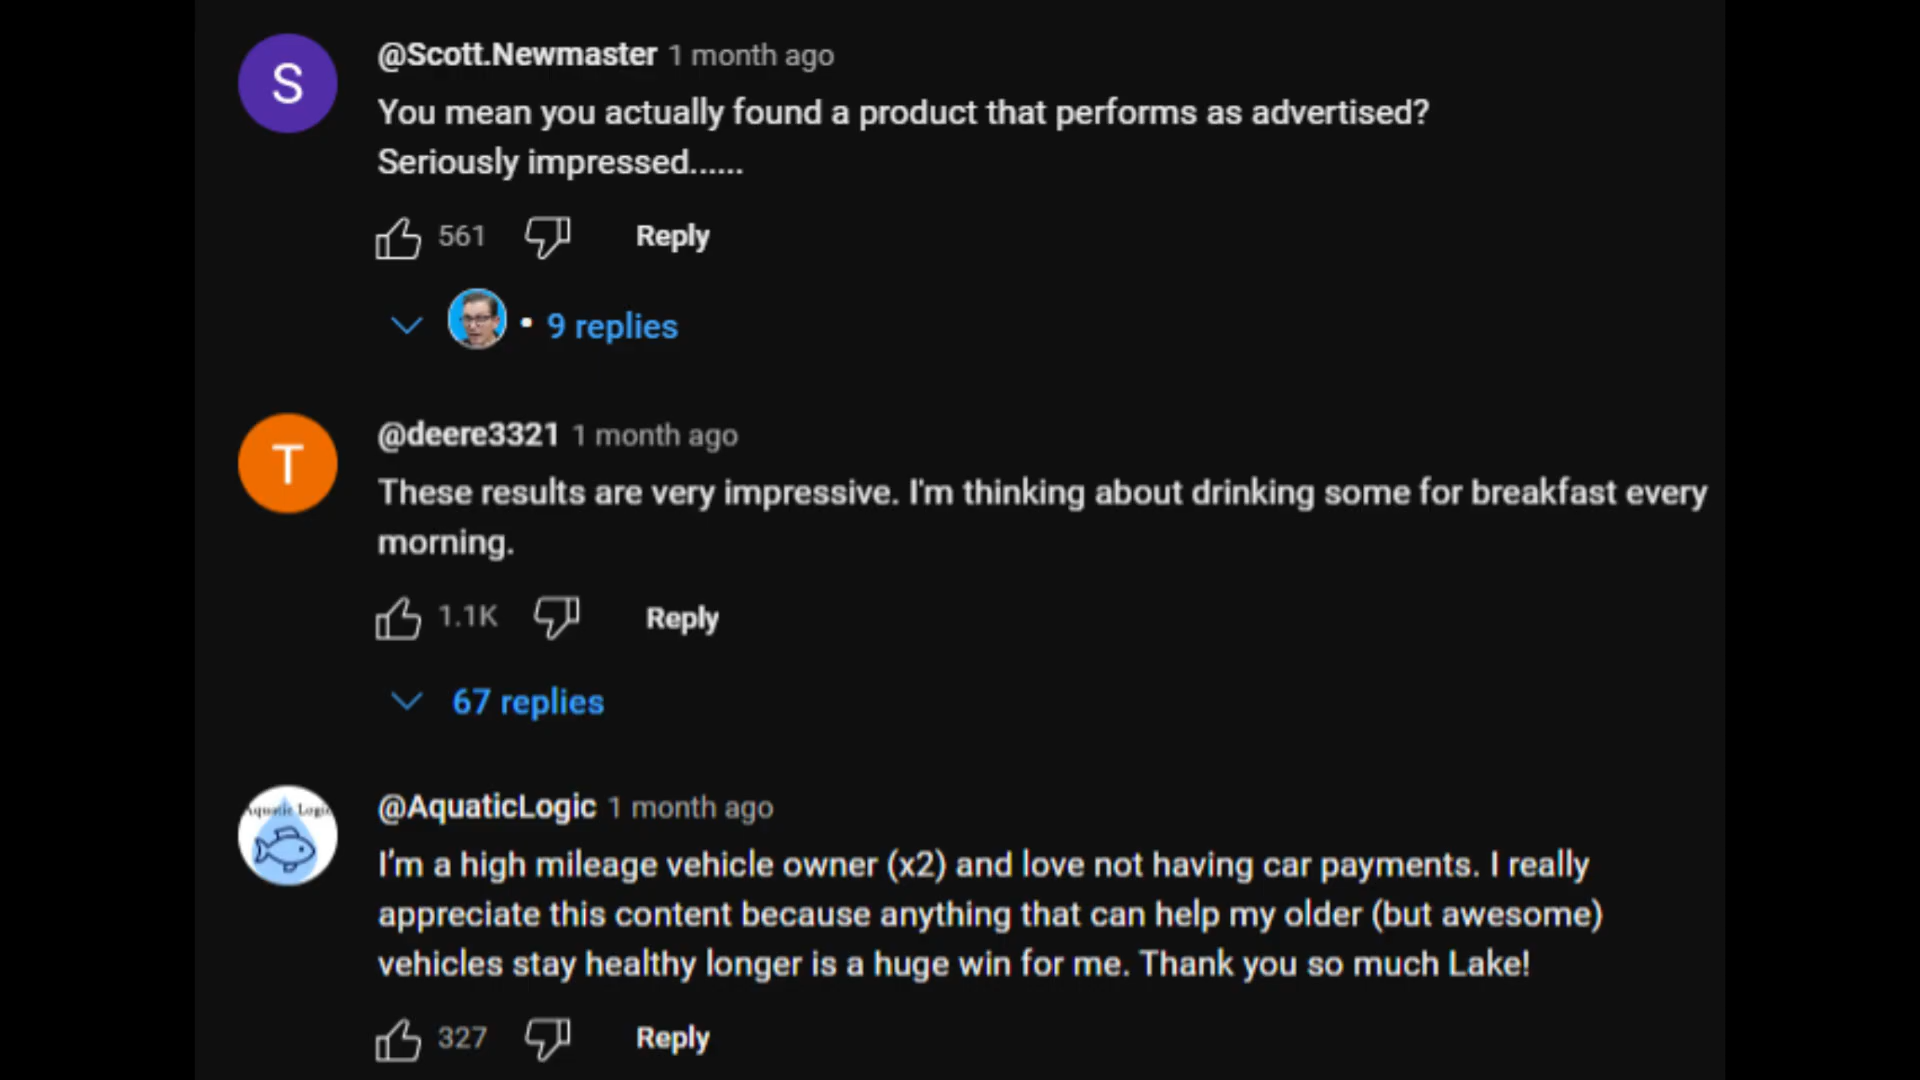 S
@Scott.Newmaster 1 month ago
You mean you actually found a product that performs as advertised?
Seriously impressed......
561 Reply
• 9 replies
T
@deere3321 1 month ago
These results are very impressive. I'm thinking about drinking some for breakfast every
morning.
1.1K Reply
67 replies
Aquatic Logic
@AquaticLogic 1 month ago
I'm a high mileage vehicle owner (x2) and love not having car payments. I really
appreciate this content because anything that can help my older (but awesome)
vehicles stay healthy longer is a huge win for me. Thank you so much Lake!
327 Reply